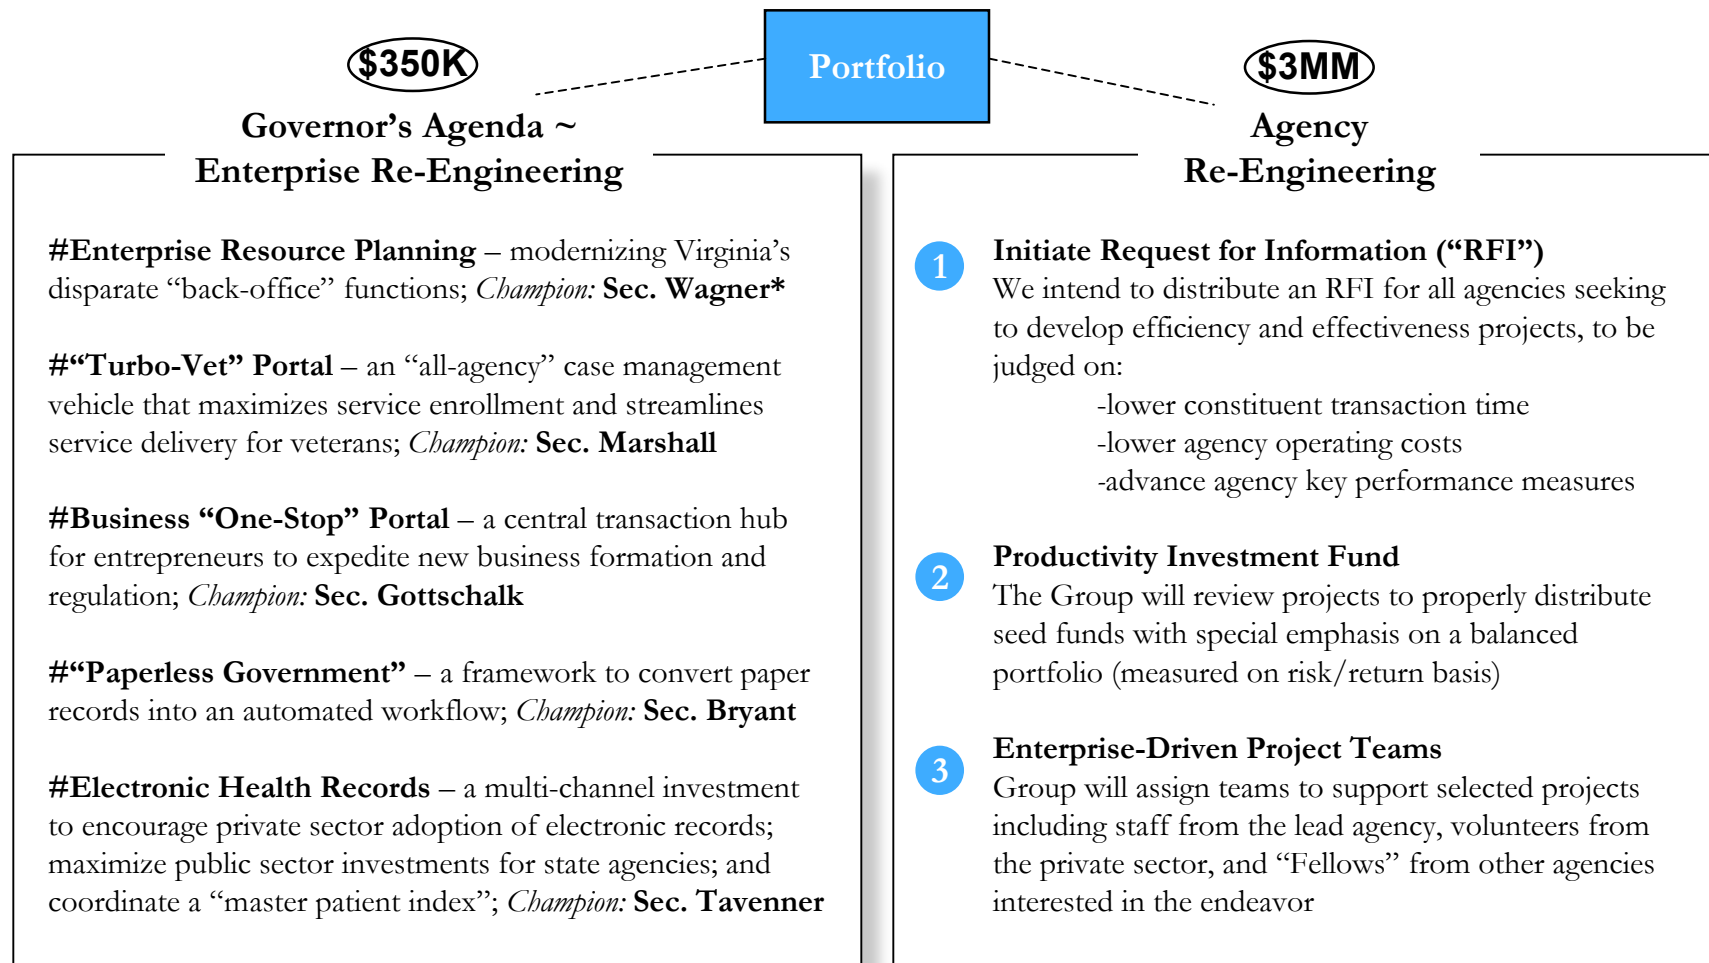 Portfolio
$350K
Governor’s Agenda ~
Enterprise Re-Engineering
#Enterprise Resource Planning – modernizing Virginia’s
disparate “back-office” functions; Champion: Sec. Wagner*
#“Turbo-Vet” Portal – an “all-agency” case management
vehicle that maximizes service enrollment and streamlines
service delivery for veterans; Champion: Sec. Marshall
#Business “One-Stop” Portal – a central transaction hub
for entrepreneurs to expedite new business formation and
regulation; Champion: Sec. Gottschalk
#“Paperless Government” – a framework to convert paper
records into an automated workflow; Champion: Sec. Bryant
#Electronic Health Records – a multi-channel investment
to encourage private sector adoption of electronic records;
maximize public sector investments for state agencies; and
coordinate a “master patient index”; Champion: Sec. Tavenner
$3MM
Agency
Re-Engineering
1 Initiate Request for Information (“RFI”)
We intend to distribute an RFI for all agencies seeking
to develop efficiency and effectiveness projects, to be
judged on:
-lower constituent transaction time
-lower agency operating costs
-advance agency key performance measures
2 Productivity Investment Fund
The Group will review projects to properly distribute
seed funds with special emphasis on a balanced
portfolio (measured on risk/return basis)
3 Enterprise-Driven Project Teams
Group will assign teams to support selected projects
including staff from the lead agency, volunteers from
the private sector, and “Fellows” from other agencies
interested in the endeavor